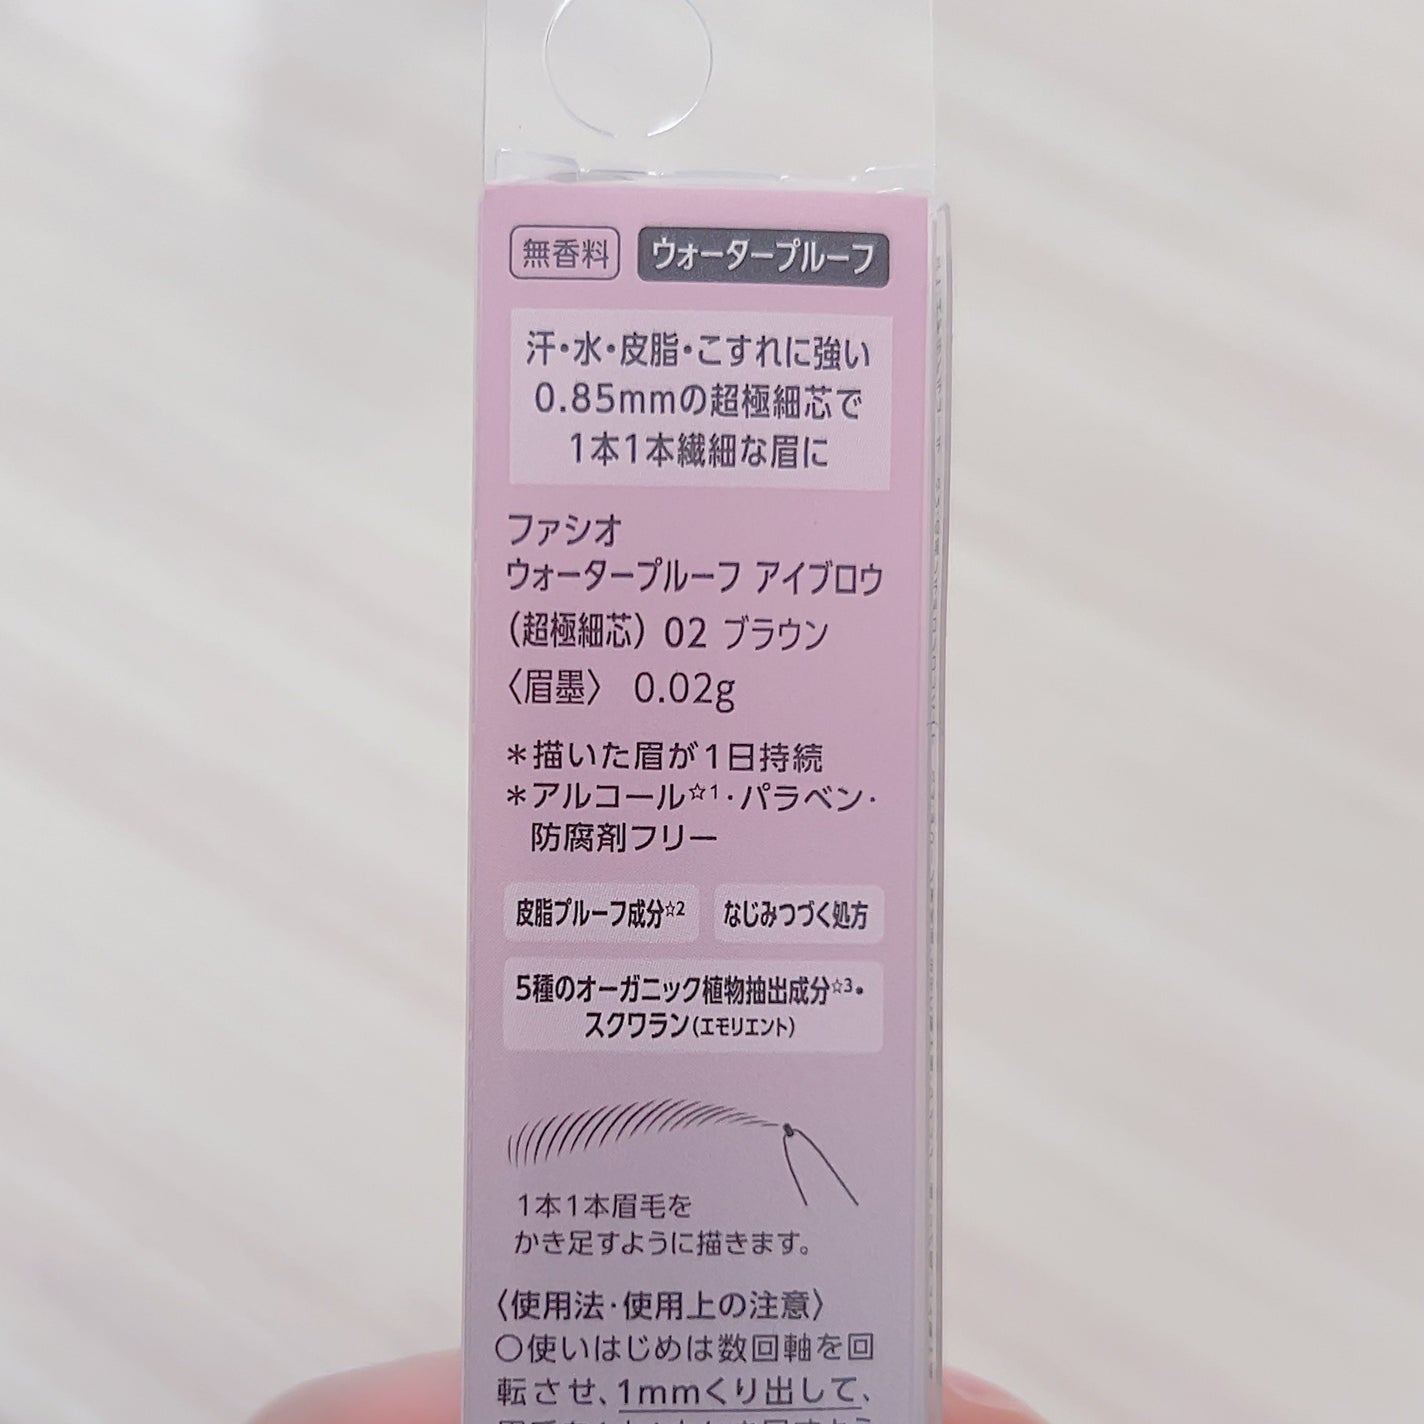 無香料 ウォータープルーフ
汗・水・皮脂・こすれに強い
0.85mmの超極細芯で
1本1本繊細な眉に
ファシオ
ウォータープルーフ アイブロウ
(超極細芯) 02 ブラウン
〈眉墨〉 0.02g
＊描いた眉が1日持続
＊アルコール☆1・パラベン・
防腐剤フリー
皮脂プルーフ成分☆2 なじみつづく処方
5種のオーガニック植物抽出成分☆3・
スクワラン(エモリエント)
1本1本眉毛を
かき足すように描きます。
〈使用法・使用上の注意〉
○使いはじめは数回軸を回
転させ、1mmくり出して、